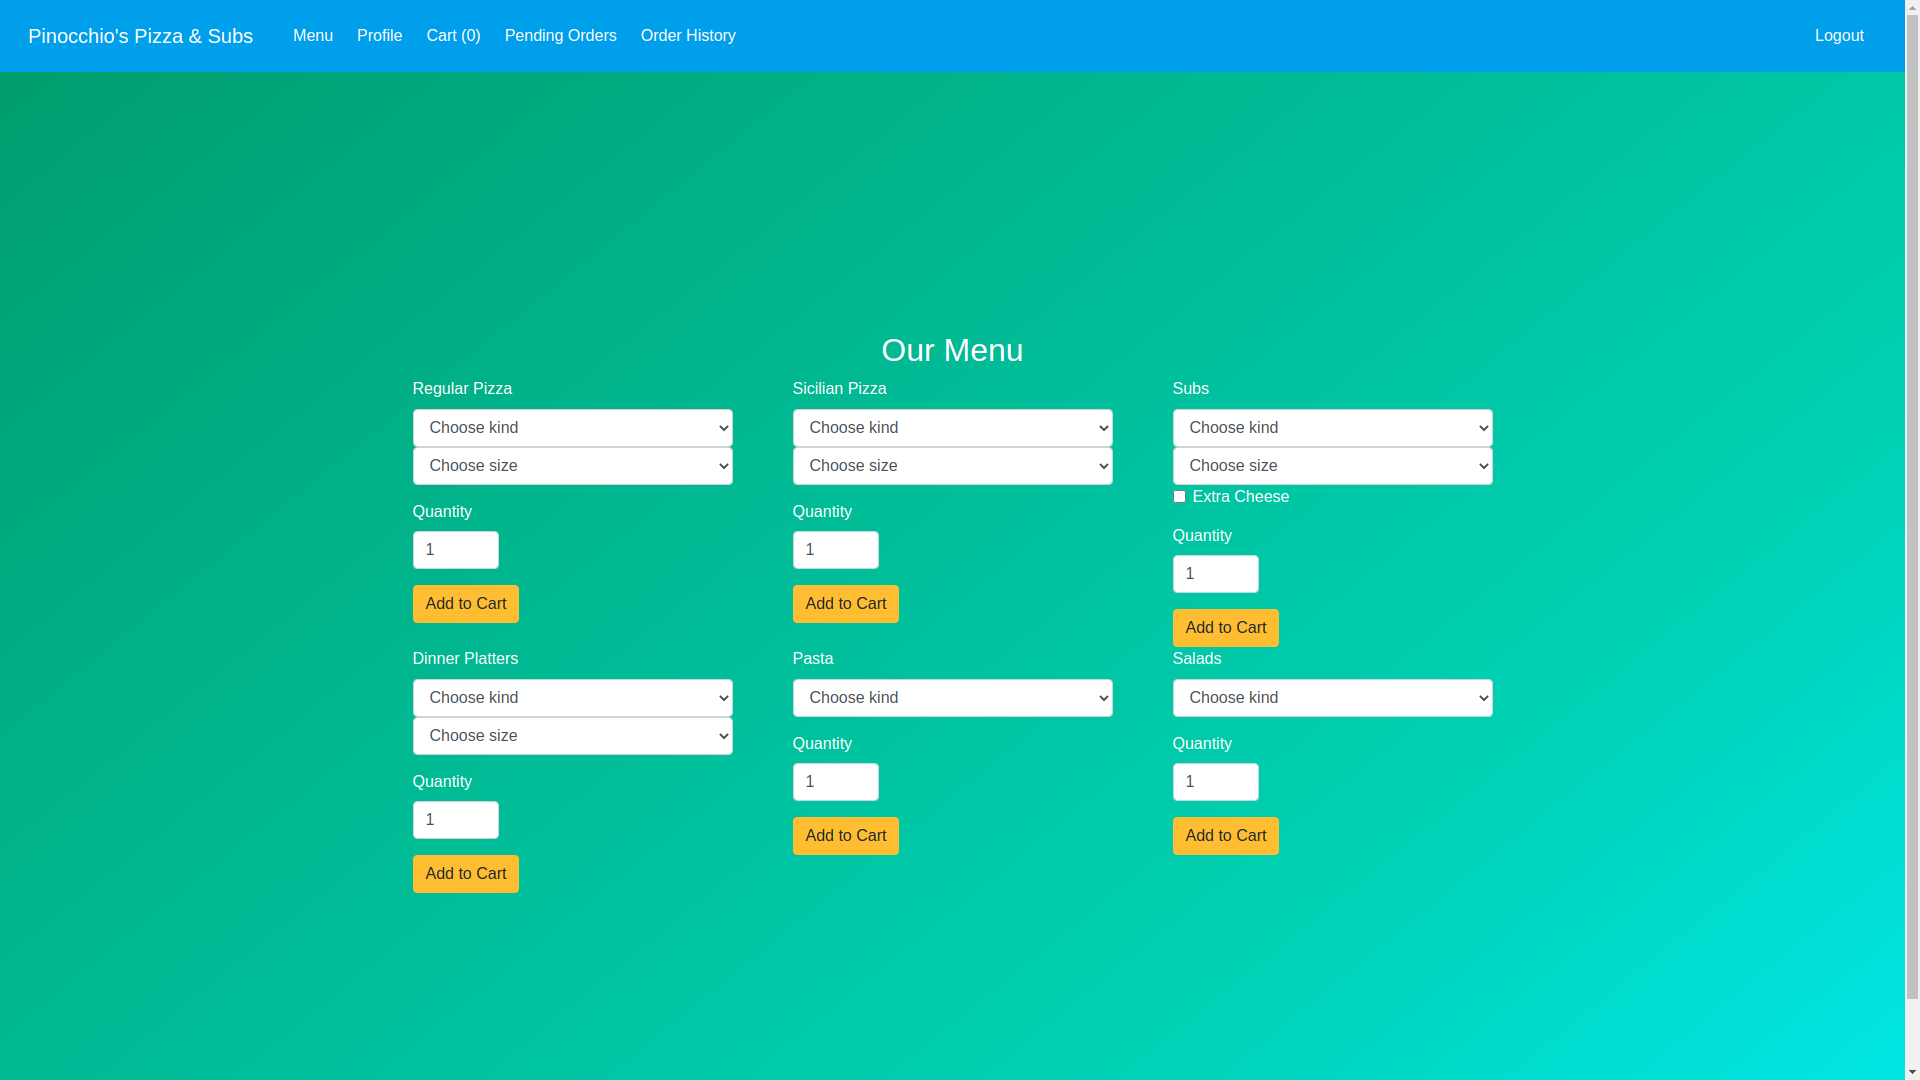 Pinocchio's Pizza & Subs Menu Profile Cart (0) Pending Orders Order History Logout
Our Menu
Regular Pizza
Choose kind
Choose size
Quantity
1
Add to Cart
Sicilian Pizza
Choose kind
Choose size
Quantity
1
Add to Cart
Subs
Choose kind
Choose size
Extra Cheese
Quantity
1
Add to Cart
Dinner Platters
Choose kind
Choose size
Quantity
1
Add to Cart
Pasta
Choose kind
Quantity
1
Add to Cart
Salads
Choose kind
Quantity
1
Add to Cart